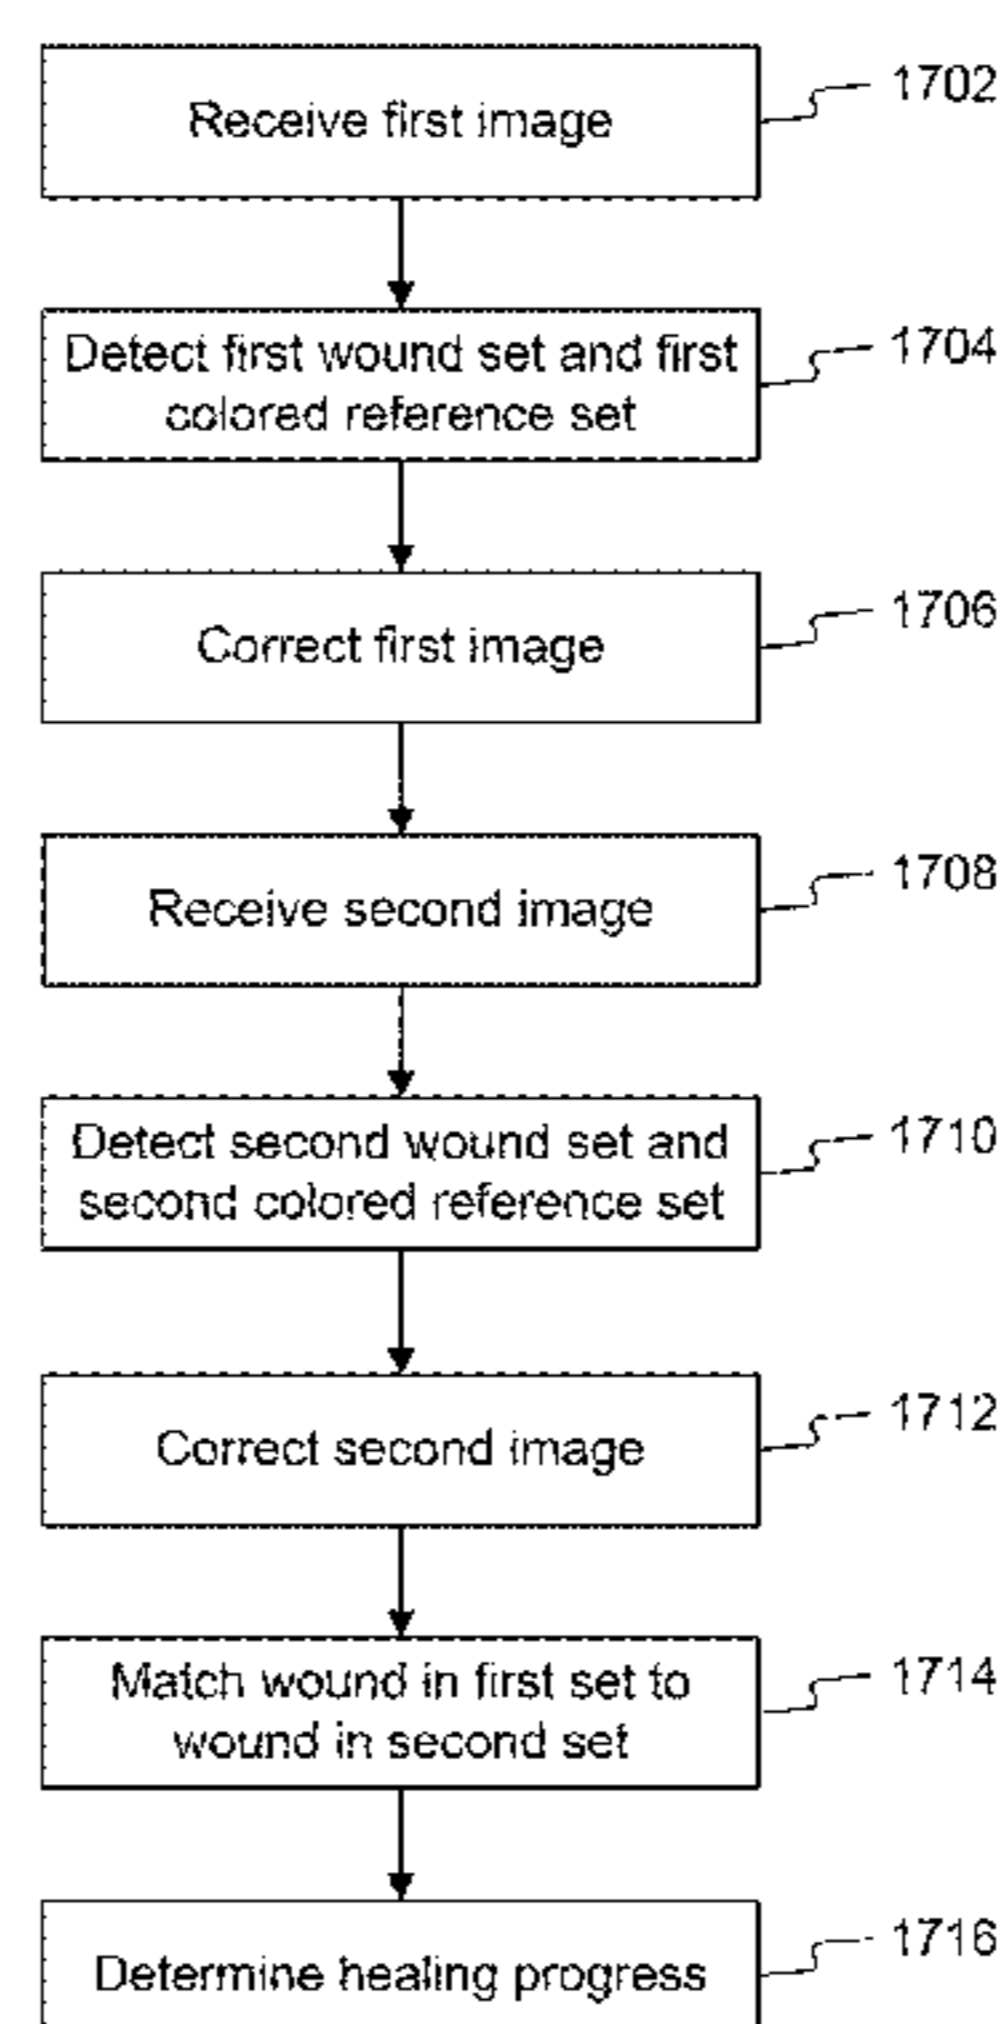 Receive first image
1702
Detect first wound set and first
colored reference set
1704
Correct first image
1706
Receive second image
1708
Detect second wound set and
second colored reference set
1710
Correct second image
1712
Match wound in first set to
wound in second set
1714
Determine healing progress
1716